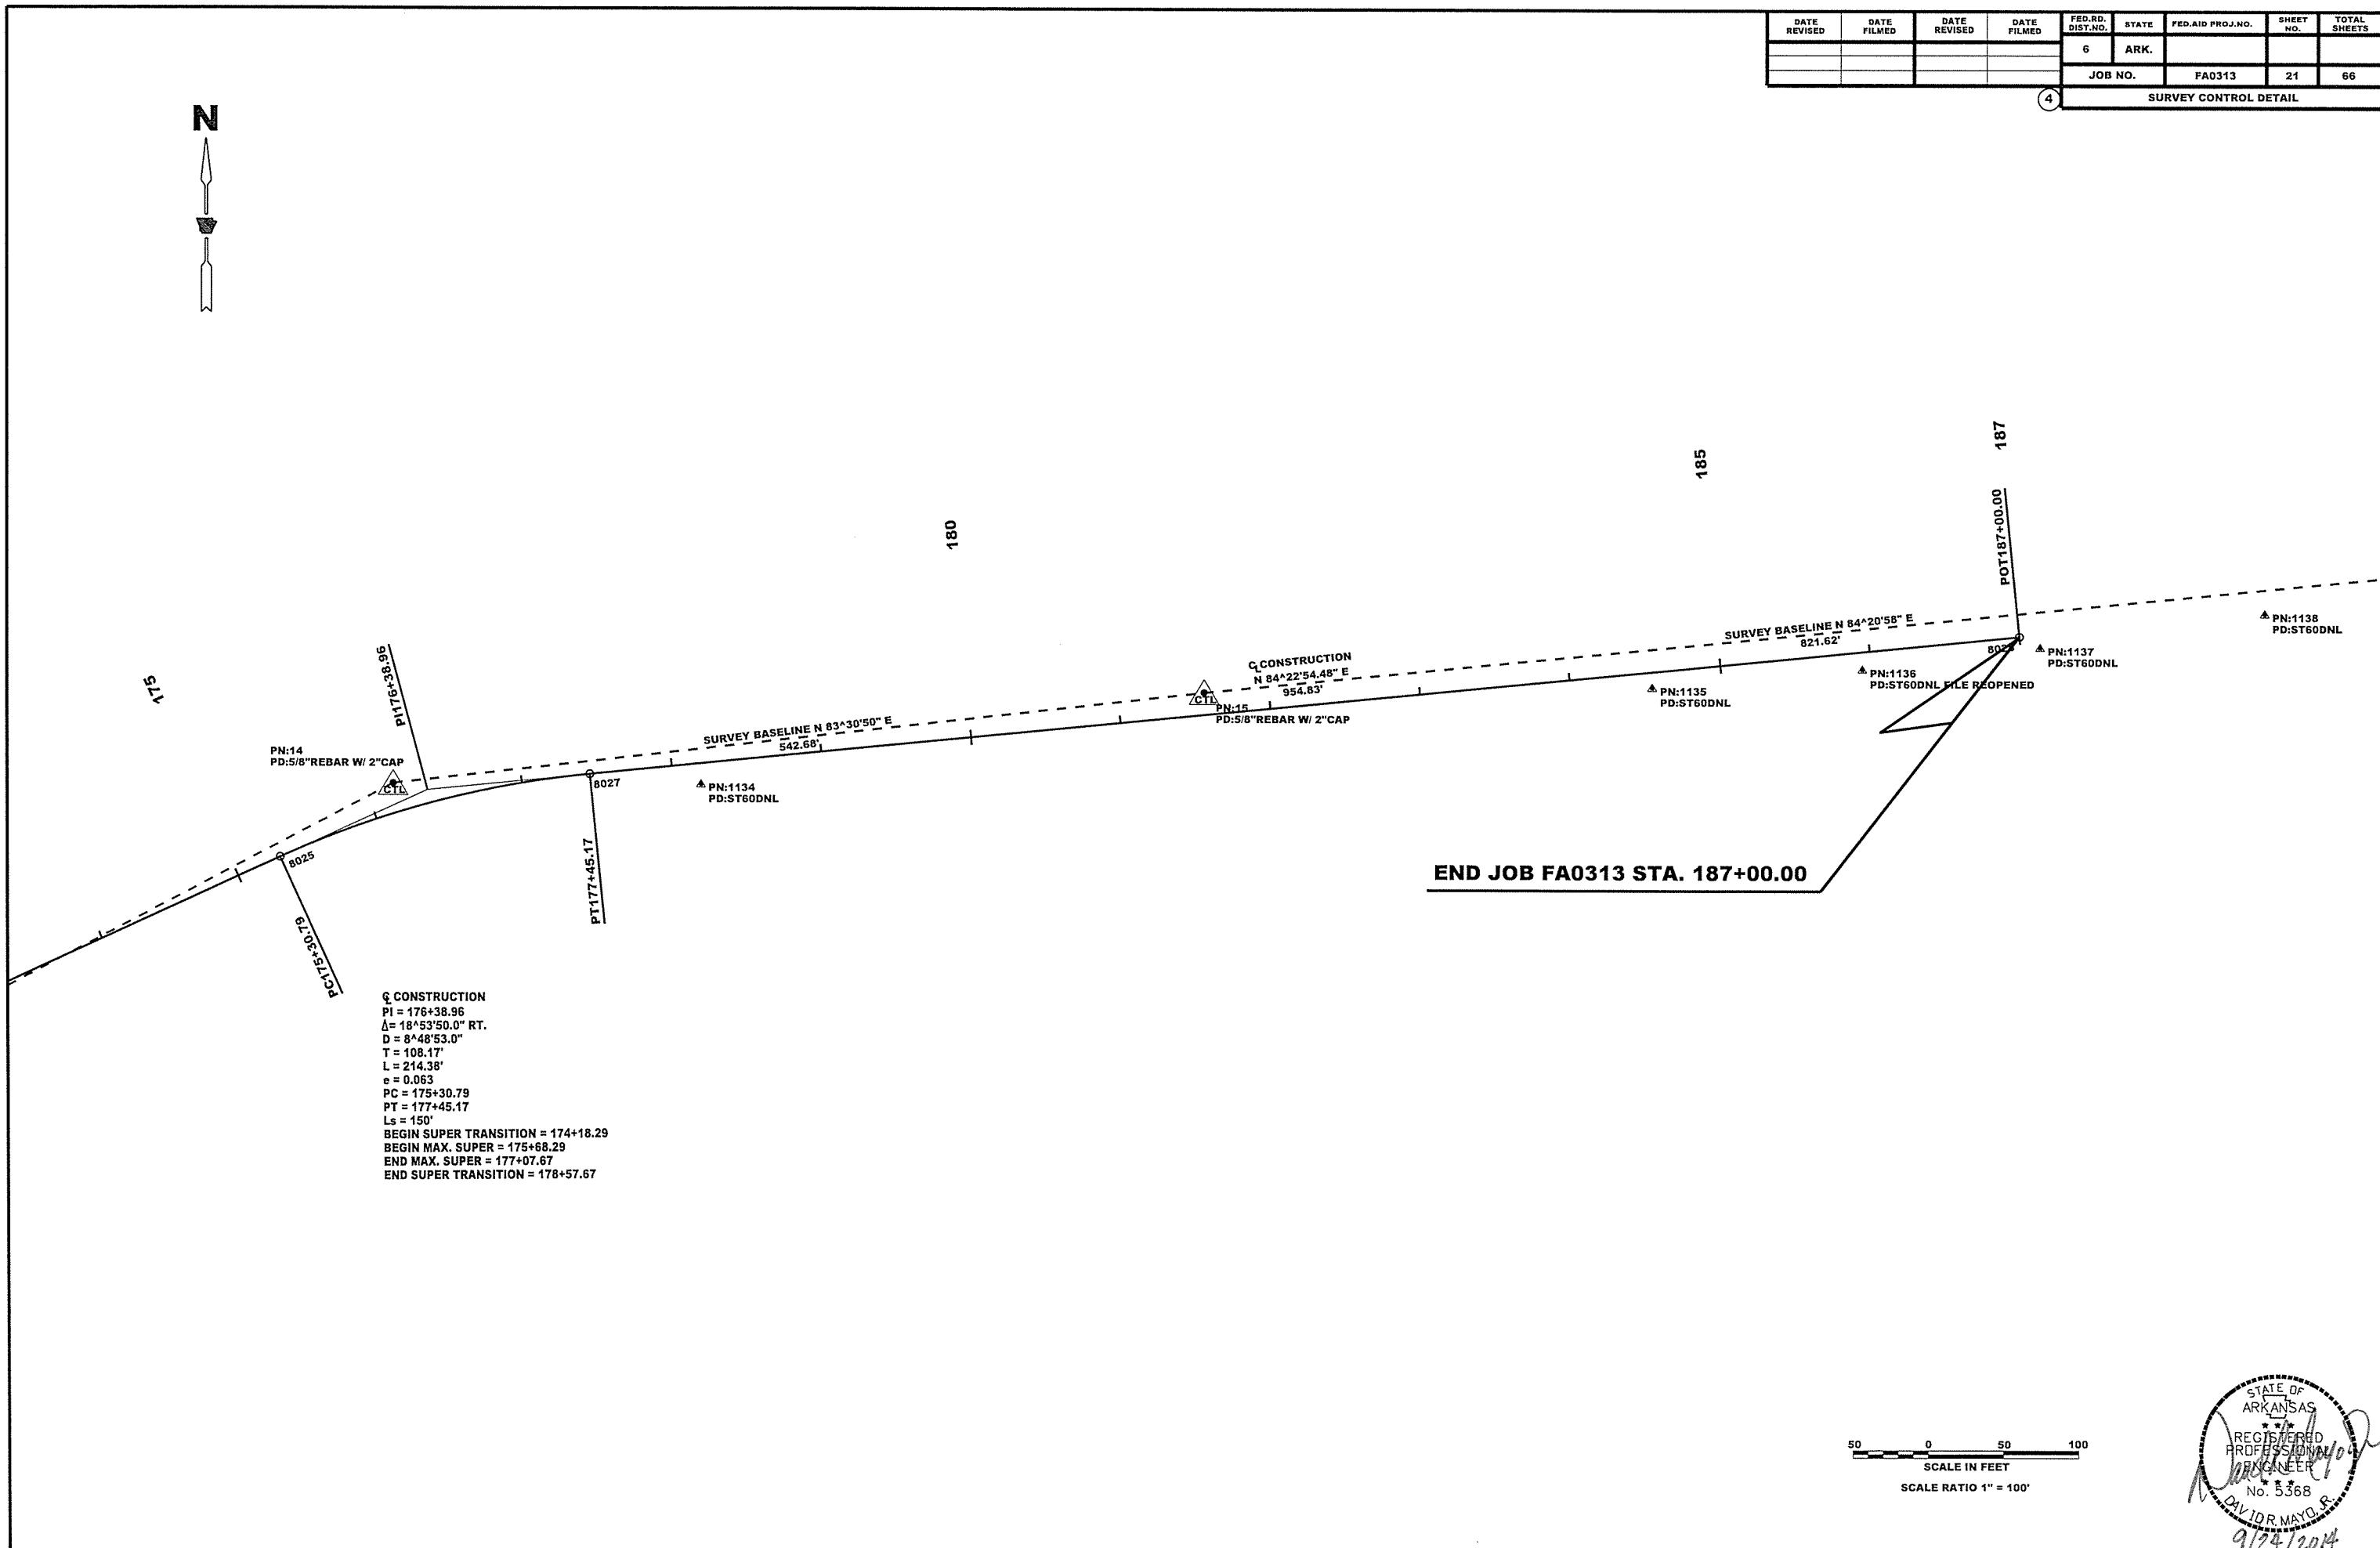 DATE REVISED
DATE FILMED
DATE REVISED
DATE FILMED
FED.RD. DIST.NO.
STATE
FED.AID PROJ.NO.
SHEET NO.
TOTAL SHEETS
6
ARK.
JOB NO.
FA0313
21
66
4
SURVEY CONTROL DETAIL
N
187
185
180
175
POT187+00.00
PI176+38.96
PN:1138
PD:ST60DNL
PN:1137
PD:ST60DNL
SURVEY BASELINE N 84^20'58" E
821.62'
PN:1136
PD:ST60DNL FILE REOPENED
PN:1135
PD:ST60DNL
℄ CONSTRUCTION
N 84^22'54.48" E
954.83'
CTL
PN:15
PD:5/8"REBAR W/ 2"CAP
SURVEY BASELINE N 83^30'50" E
542.68'
PN:14
PD:5/8"REBAR W/ 2"CAP
CTL
8027
PN:1134
PD:ST60DNL
8025
PT177+45.17
PC175+30.79
END JOB FA0313 STA. 187+00.00
℄ CONSTRUCTION
PI = 176+38.96
Δ= 18^53'50.0" RT.
D = 8^48'53.0"
T = 108.17'
L = 214.38'
e = 0.063
PC = 175+30.79
PT = 177+45.17
Ls = 150'
BEGIN SUPER TRANSITION = 174+18.29
BEGIN MAX. SUPER = 175+68.29
END MAX. SUPER = 177+07.67
END SUPER TRANSITION = 178+57.67
50 0 50 100
SCALE IN FEET
SCALE RATIO 1" = 100'
STATE OF
ARKANSAS
REGISTERED
PROFESSIONAL
ENGINEER
No. 5368
DAVID R. MAYO, JR.
9/24/2014